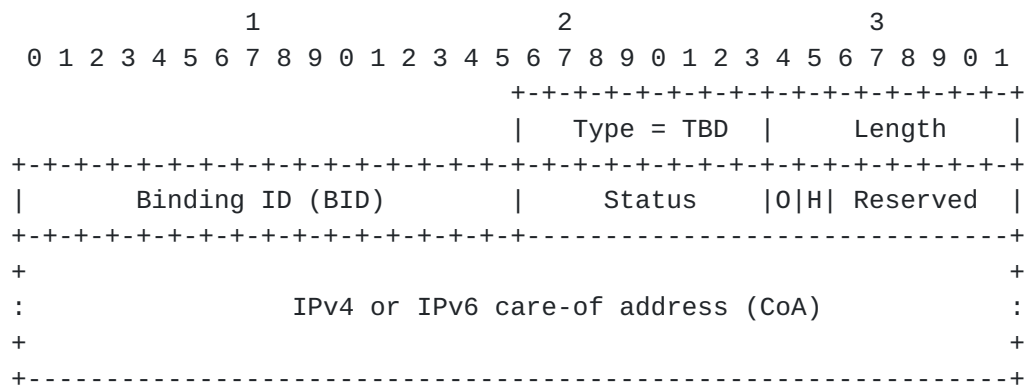 1                   2                   3
 0 1 2 3 4 5 6 7 8 9 0 1 2 3 4 5 6 7 8 9 0 1 2 3 4 5 6 7 8 9 0 1
                                +-+-+-+-+-+-+-+-+-+-+-+-+-+-+-+-+
                                |   Type = TBD  |     Length    |
+-+-+-+-+-+-+-+-+-+-+-+-+-+-+-+-+-+-+-+-+-+-+-+-+-+-+-+-+-+-+-+-+
|       Binding ID (BID)        |     Status    |O|H| Reserved  |
+-+-+-+-+-+-+-+-+-+-+-+-+-+-+-+-+-------------------------------+
+                                                               +
:                 IPv4 or IPv6 care-of address (CoA)            :
+                                                               +
+---------------------------------------------------------------+